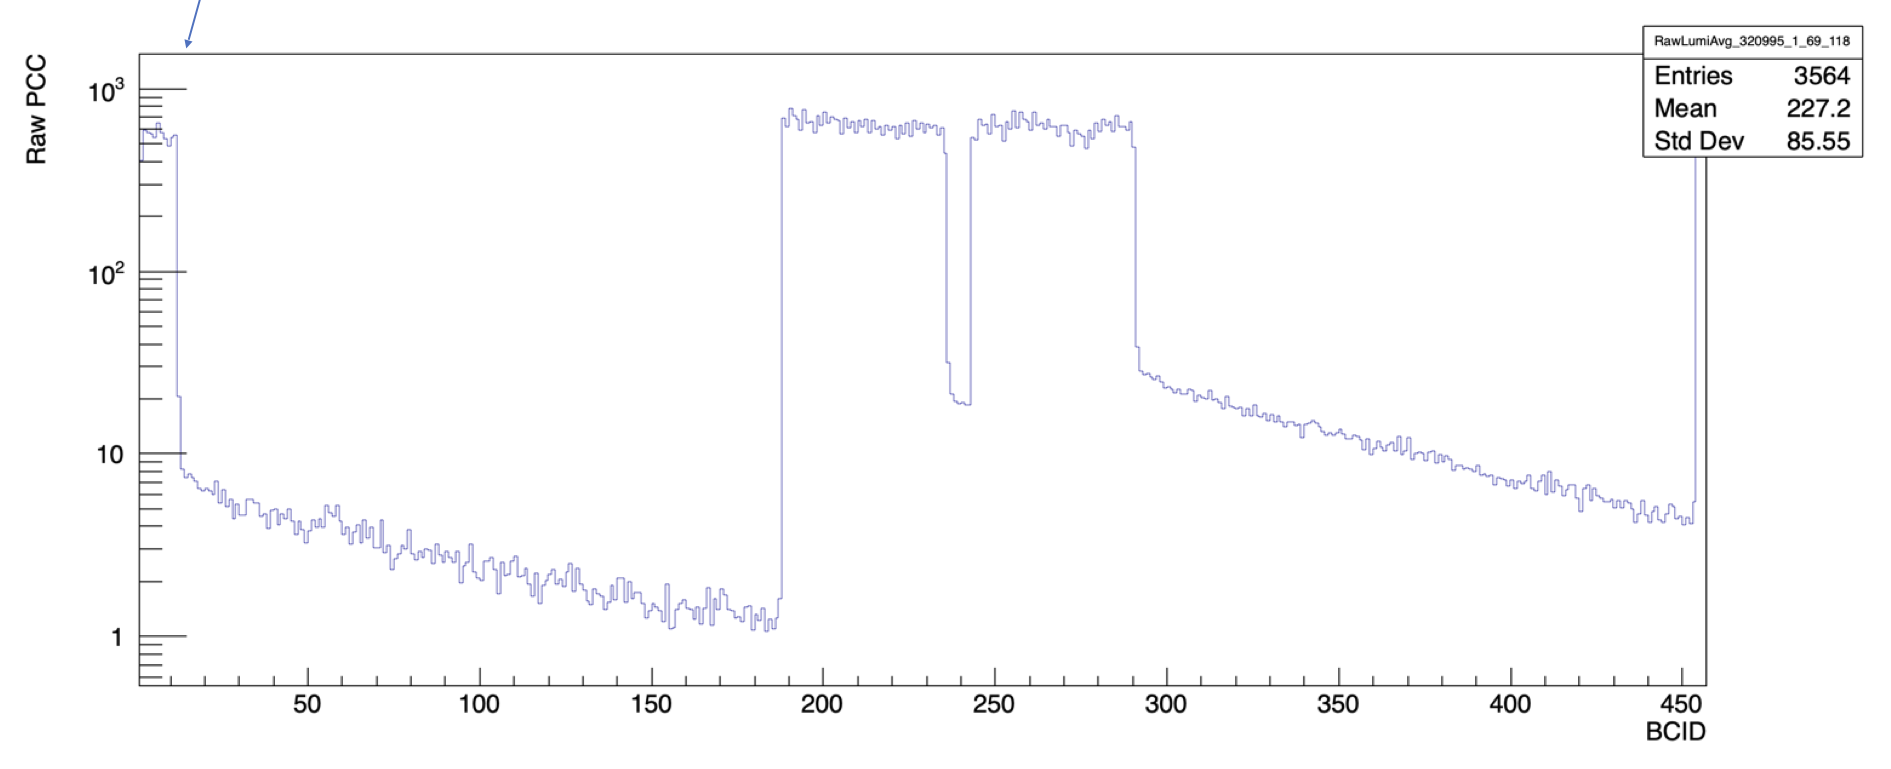 RawLumiAvg_320995_1_69_118
Entries 3564
Mean 227.2
Std Dev 85.55
Raw PCC
10³
10²
10
1
50 100 150 200 250 300 350 400 450
BCID